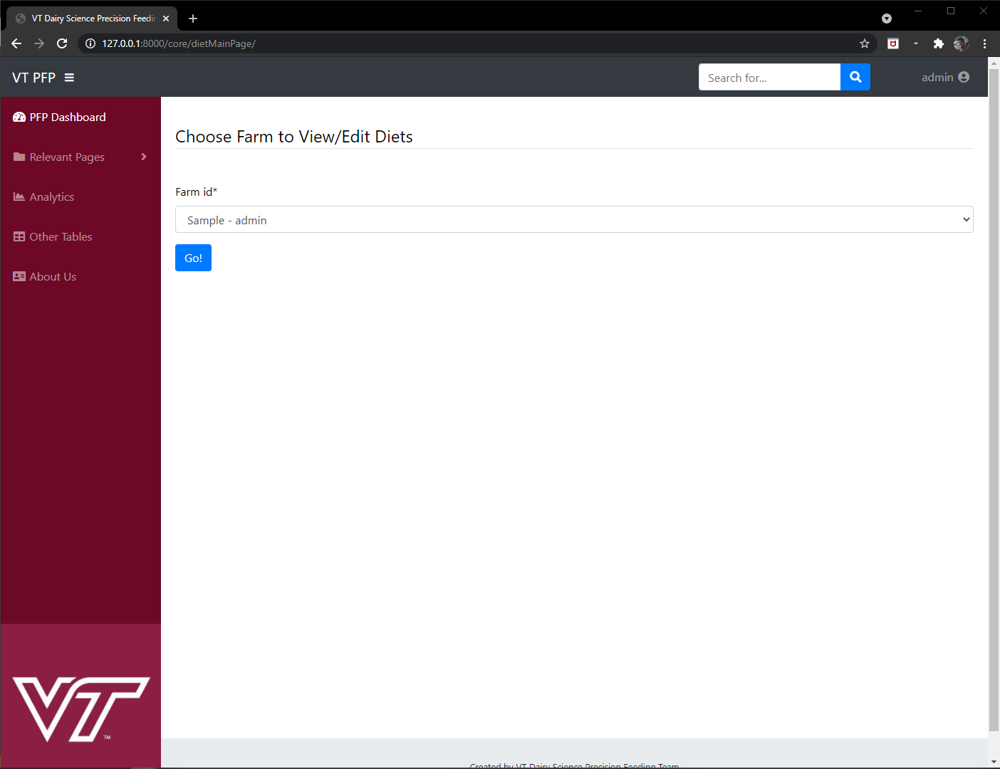 VT Dairy Science Precision Feedin
127.0.0.1:8000/core/dietMainPage/
VT PFP
Search for...
admin
PFP Dashboard
Relevant Pages
Analytics
Other Tables
About Us
Choose Farm to View/Edit Diets
Farm id*
Sample - admin
Go!
VT
TM
Created by VT Dairy Science Precision Feeding Team